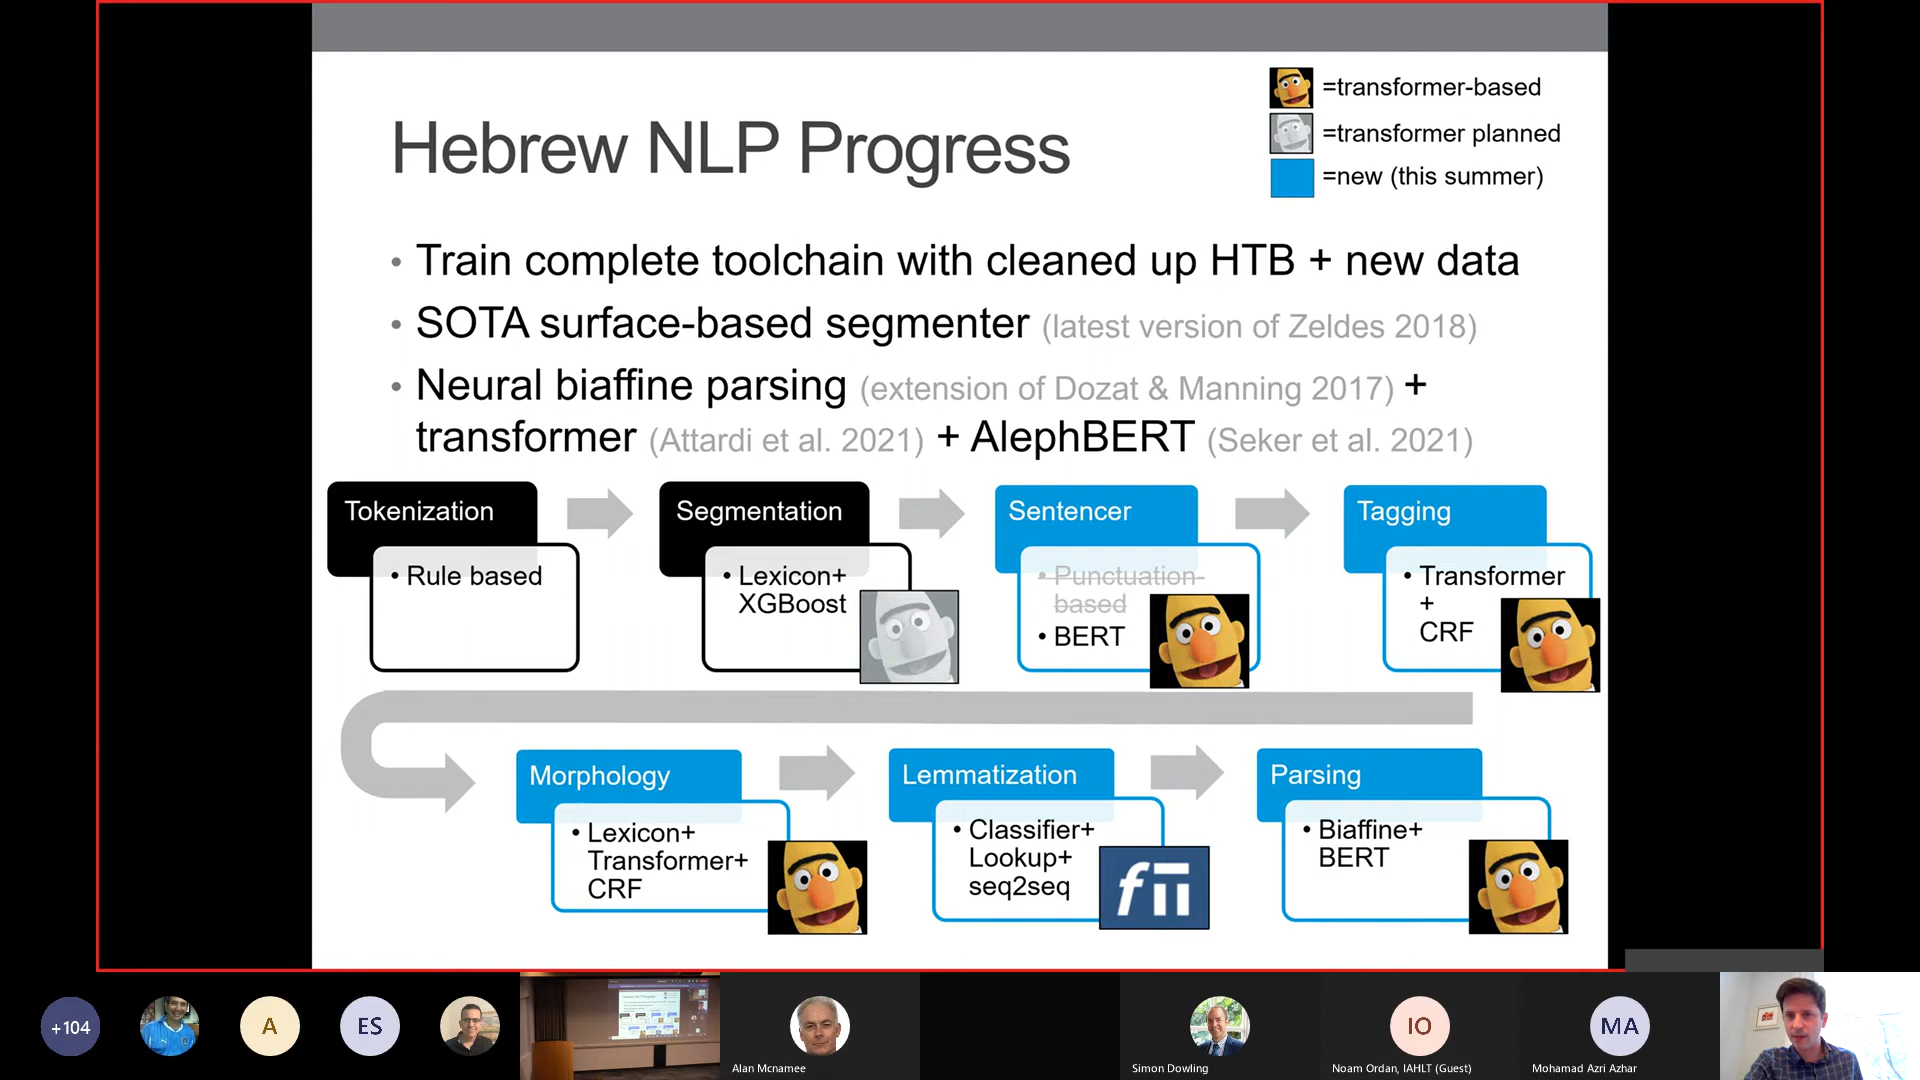 =transformer-based
=transformer planned
=new (this summer)
Hebrew NLP Progress
• Train complete toolchain with cleaned up HTB + new data
• SOTA surface-based segmenter (latest version of Zeldes 2018)
• Neural biaffine parsing (extension of Dozat & Manning 2017) +
transformer (Attardi et al. 2021) + AlephBERT (Seker et al. 2021)
Tokenization
• Rule based
Segmentation
• Lexicon+
XGBoost
Sentencer
• Punctuation-
based
• BERT
Tagging
• Transformer
+
CRF
Morphology
• Lexicon+
Transformer+
CRF
Lemmatization
• Classifier+
Lookup+
seq2seq
Parsing
• Biaffine+
BERT
+104
A
ES
Alan Mcnamee
Simon Dowling
IO
Noam Ordan, IAHLT (Guest)
MA
Mohamad Azri Azhar